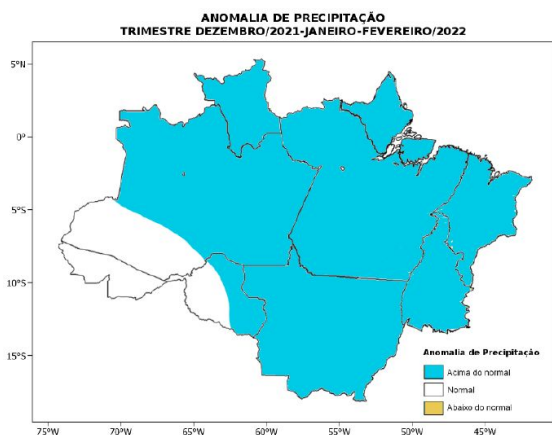 ANOMALIA DE PRECIPITAÇÃO
TRIMESTRE DEZEMBRO/2021-JANEIRO-FEVEREIRO/2022
5°N
0°
5°S
10°S
15°S
75°W
70°W
65°W
60°W
55°W
50°W
45°W
Anomalia de Precipitação
Acima do normal
Normal
Abaixo do normal